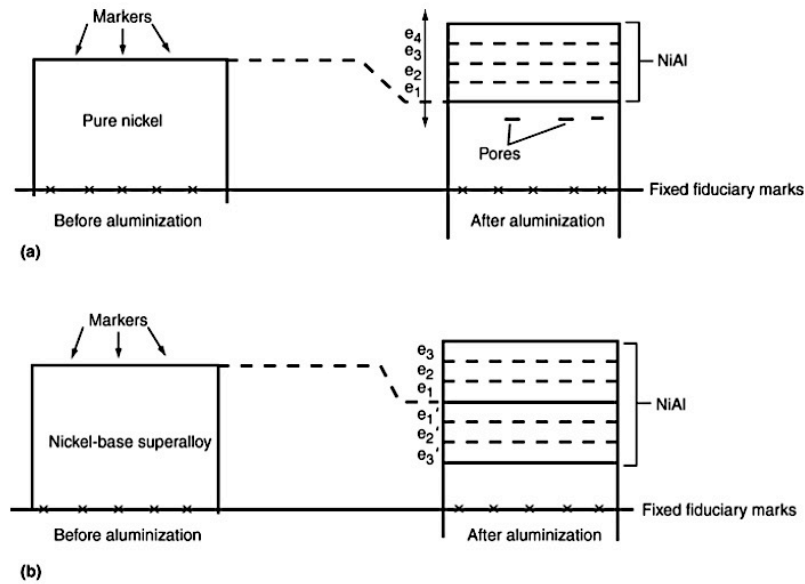 Markers
Pure nickel
e4
e3
e2
e1
NiAl
Pores
Fixed fiduciary marks
Before aluminization
After aluminization
(a)
Markers
Nickel-base superalloy
e3
e2
e1
e1′
e2′
e3′
NiAl
Fixed fiduciary marks
Before aluminization
After aluminization
(b)